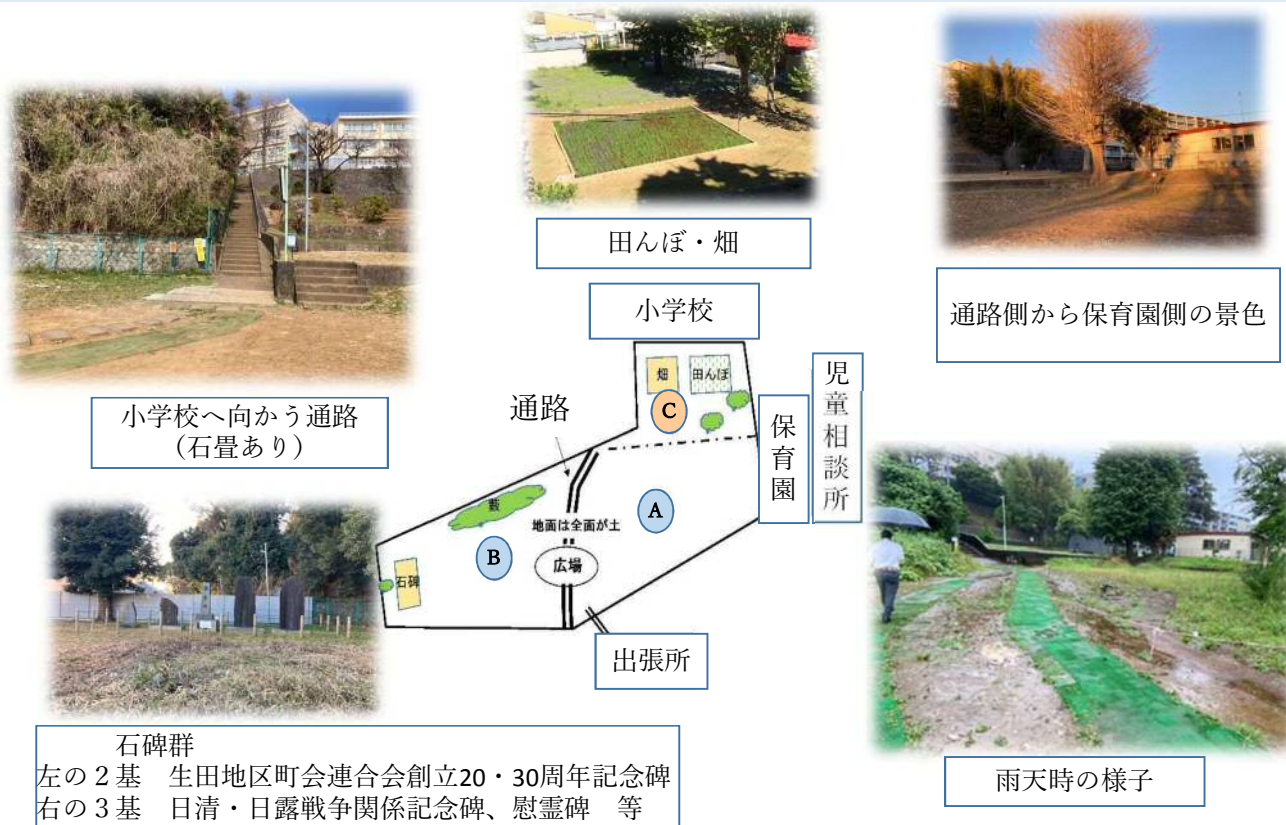 田んぼ・畑
通路側から保育園側の景色
小学校へ向かう通路
(石畳あり)
小学校
児童相談所
保育園
畑
田んぼ
C
通路
藪
地面は全面が土
A
B
広場
石碑
出張所
石碑群
左の2基 生田地区町会連合会創立20・30周年記念碑
右の3基 日清・日露戦争関係記念碑、慰霊碑 等
雨天時の様子